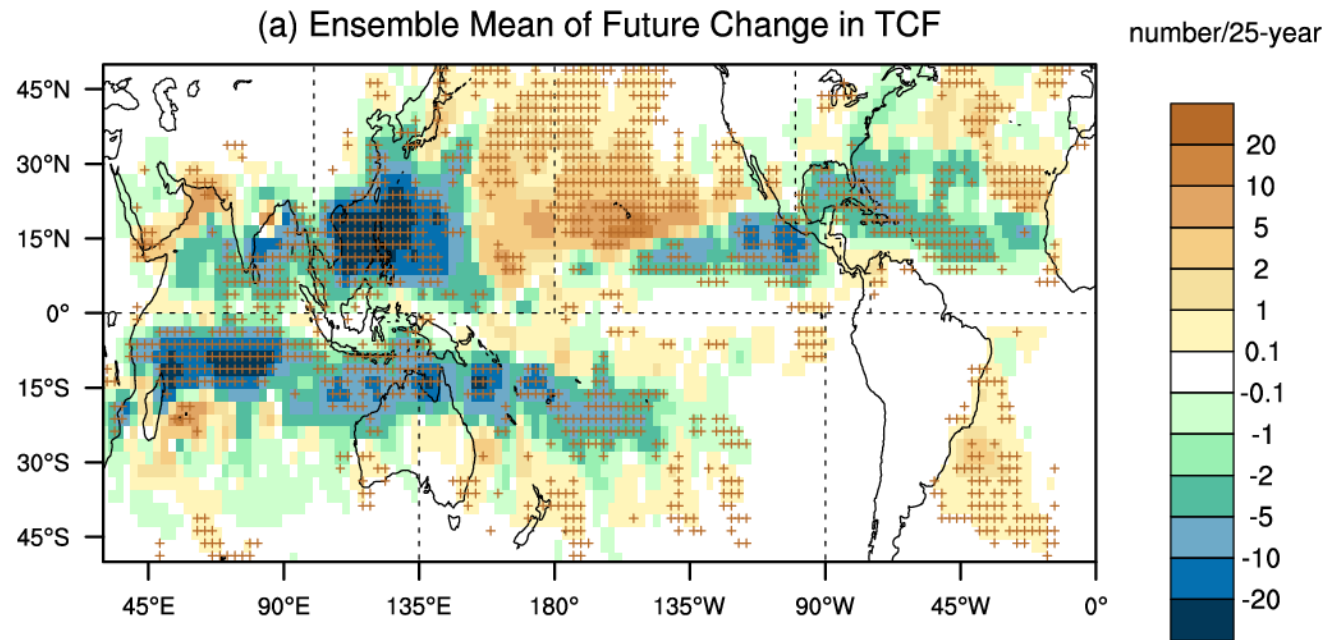 (a) Ensemble Mean of Future Change in TCF
number/25-year
45°N
30°N
15°N
0°
15°S
30°S
45°S
45°E
90°E
135°E
180°
135°W
90°W
45°W
0°
20
10
5
2
1
0.1
-0.1
-1
-2
-5
-10
-20